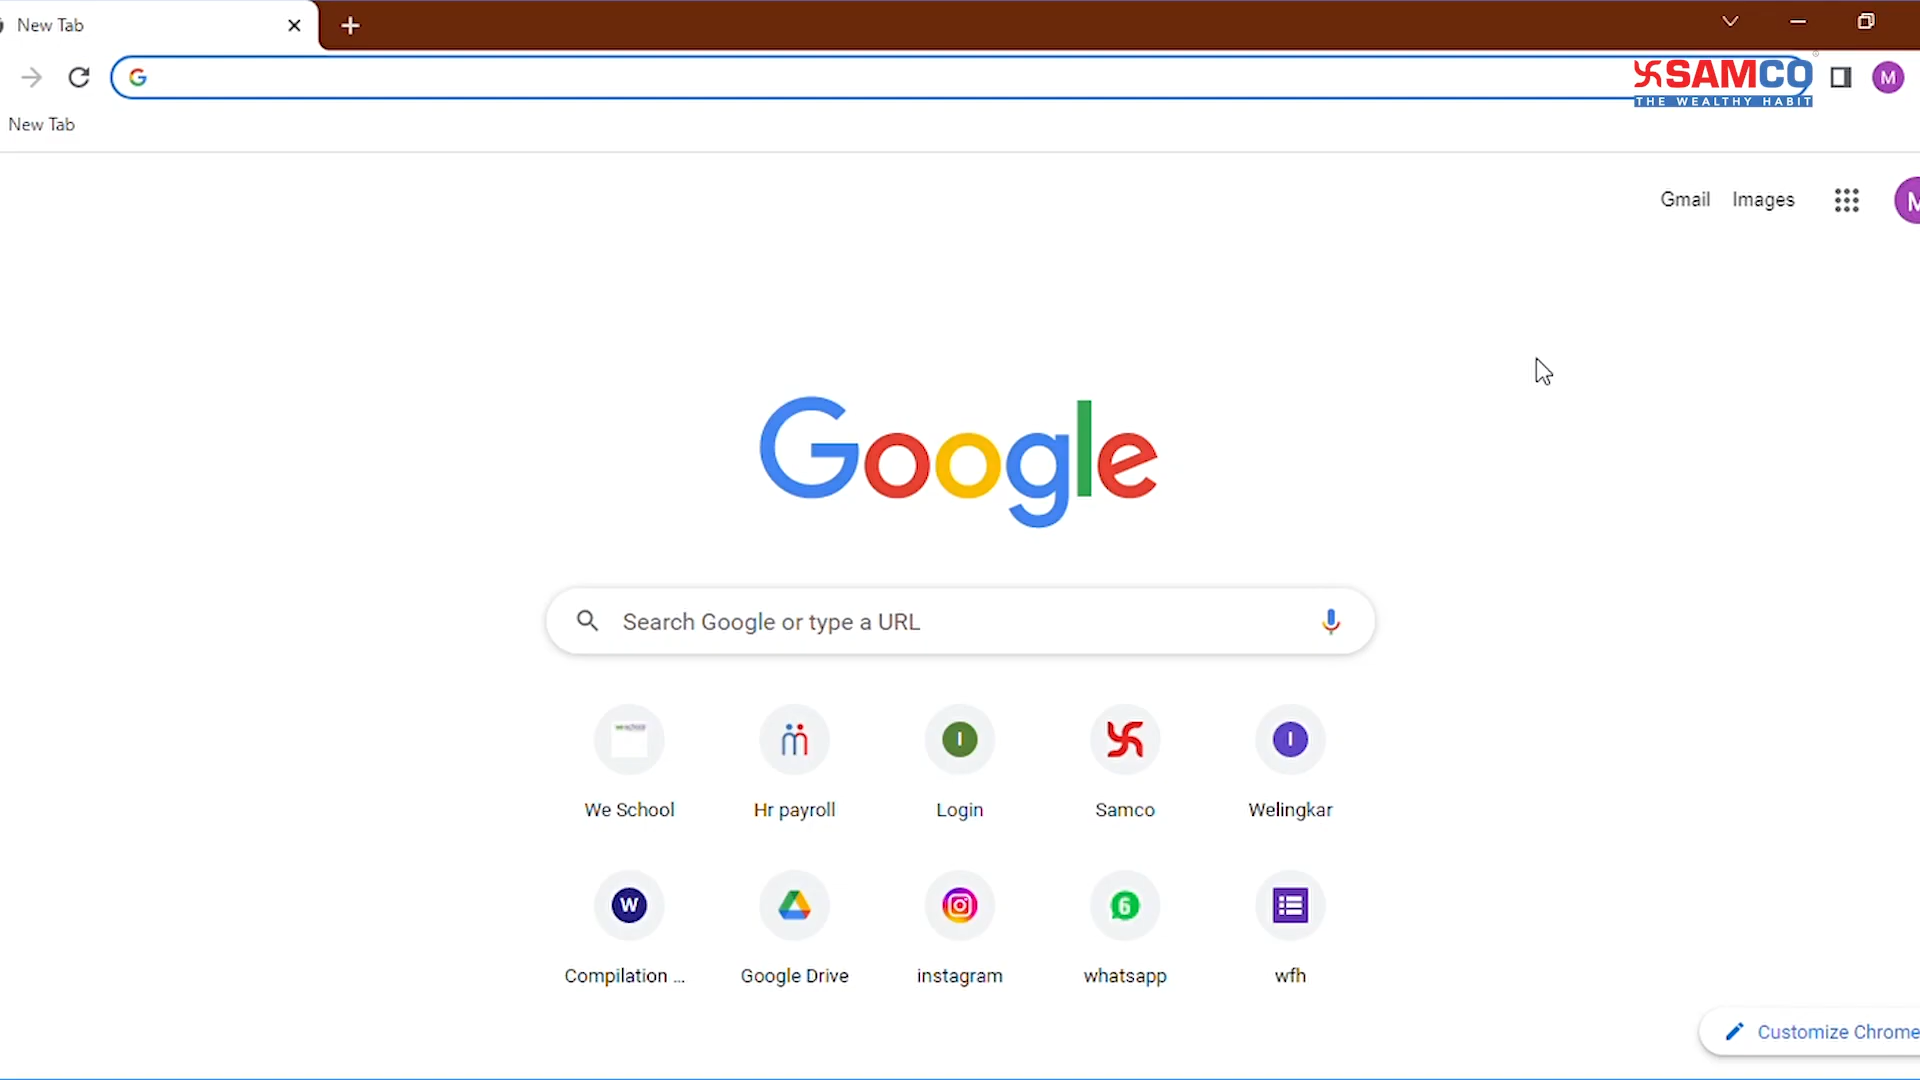 New Tab
SAMCO
THE WEALTHY HABIT
M
New Tab
Gmail Images
M
Google
Search Google or type a URL
We School
Hr payroll
I
Login
Samco
I
Welingkar
W
Compilation ...
Google Drive
instagram
6
whatsapp
wfh
Customize Chrome